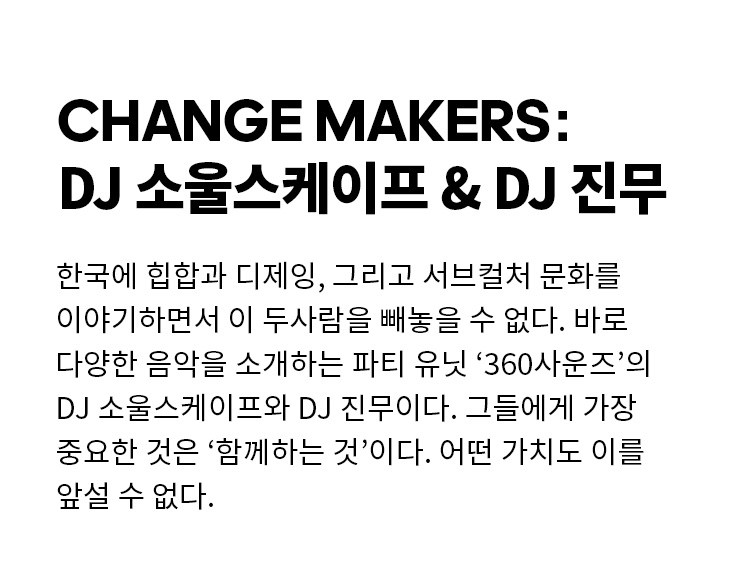 CHANGE MAKERS:
DJ 소울스케이프 & DJ 진무
한국에 힙합과 디제잉, 그리고 서브컬처 문화를
이야기하면서 이 두사람을 빼놓을 수 없다. 바로
다양한 음악을 소개하는 파티 유닛 ‘360사운즈’의
DJ 소울스케이프와 DJ 진무이다. 그들에게 가장
중요한 것은 ‘함께하는 것’이다. 어떤 가치도 이를
앞설 수 없다.